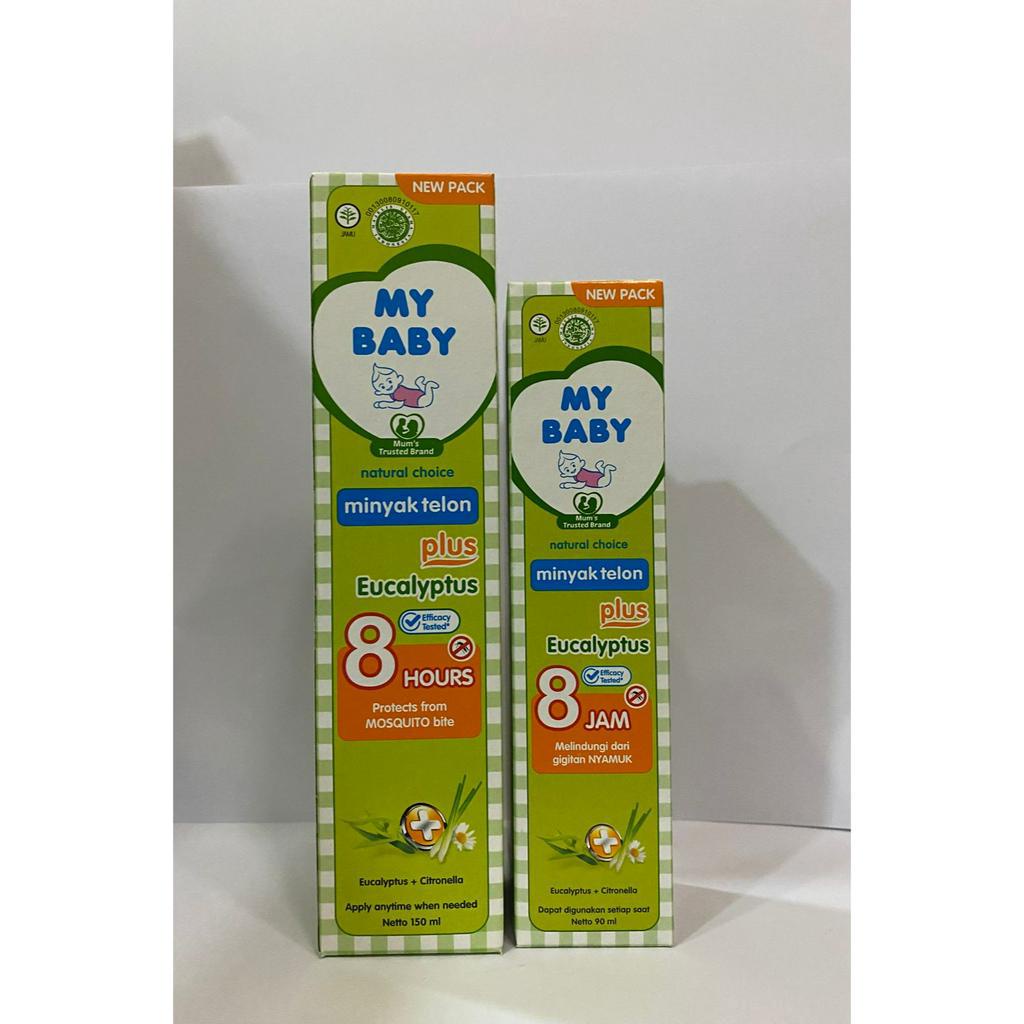 NEW PACK
JAMU
00130080910117
MY
BABY
Mum's
Trusted Brand
natural choice
minyak telon
plus
Eucalyptus
8
Efficacy
Tested*
HOURS
Protects from
MOSQUITO bite
Eucalyptus + Citronella
Apply anytime when needed
Netto 150 ml
NEW PACK
JAMU
00130080910117
MY
BABY
Mum's
Trusted Brand
natural choice
minyak telon
plus
Eucalyptus
8
Efficacy
Tested*
JAM
Melindungi dari
gigitan NYAMUK
Eucalyptus + Citronella
Dapat digunakan setiap saat
Netto 90 ml